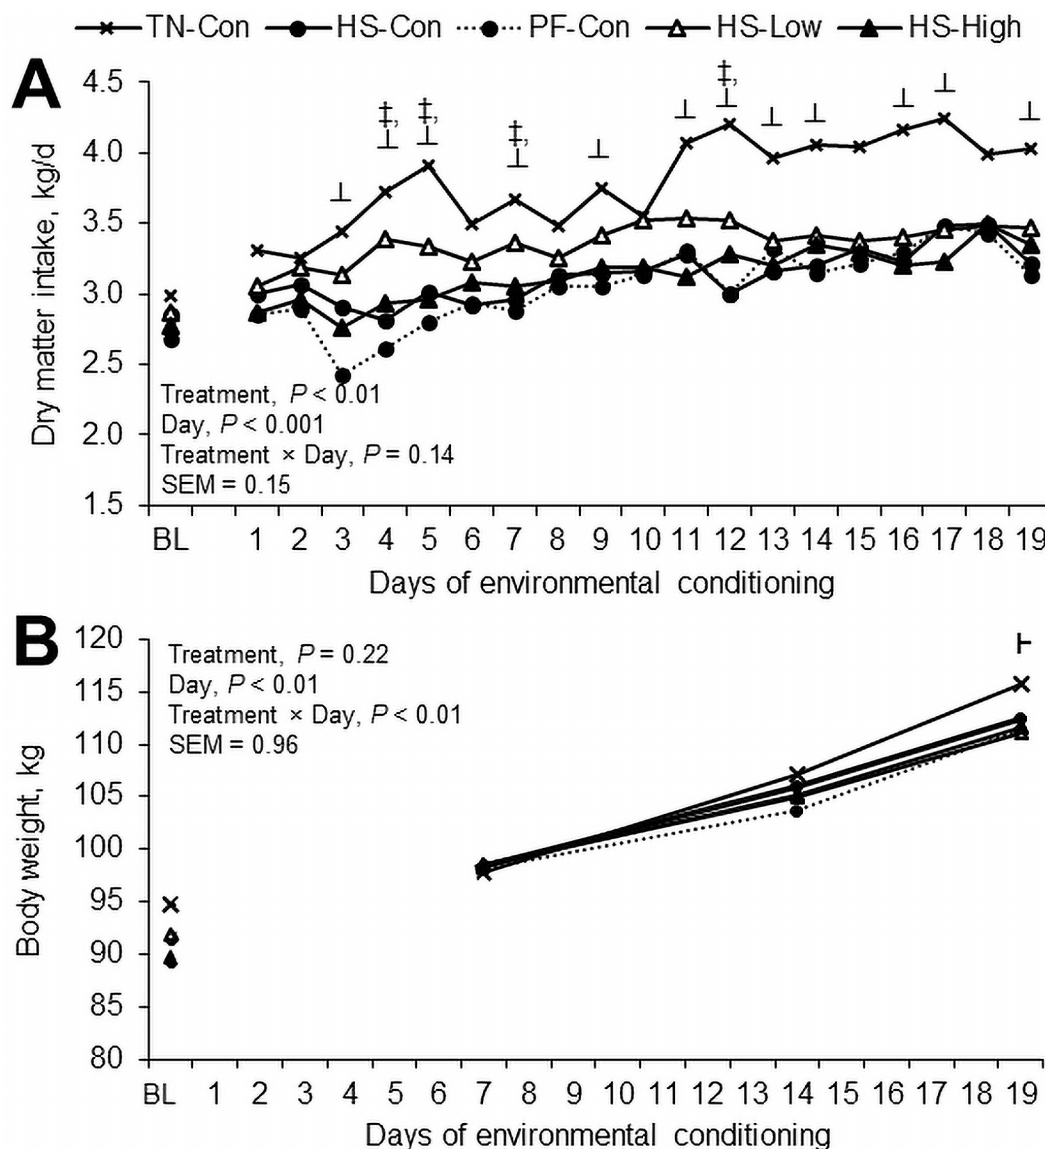 TN-Con HS-Con PF-Con HS-Low HS-High
A
4.5
4.0
3.5
3.0
2.5
2.0
1.5
Dry matter intake, kg/d
‡, ‡, ‡, ‡,
⊥ ⊥ ⊥ ⊥ ⊥ ⊥ ⊥ ⊥ ⊥ ⊥ ⊥ ⊥
Treatment, P < 0.01
Day, P < 0.001
Treatment × Day, P = 0.14
SEM = 0.15
BL 1 2 3 4 5 6 7 8 9 10 11 12 13 14 15 16 17 18 19
Days of environmental conditioning
B
120
115
110
105
100
95
90
85
80
Body weight, kg
Treatment, P = 0.22
Day, P < 0.01
Treatment × Day, P < 0.01
SEM = 0.96
⊦
BL 1 2 3 4 5 6 7 8 9 10 11 12 13 14 15 16 17 18 19
Days of environmental conditioning